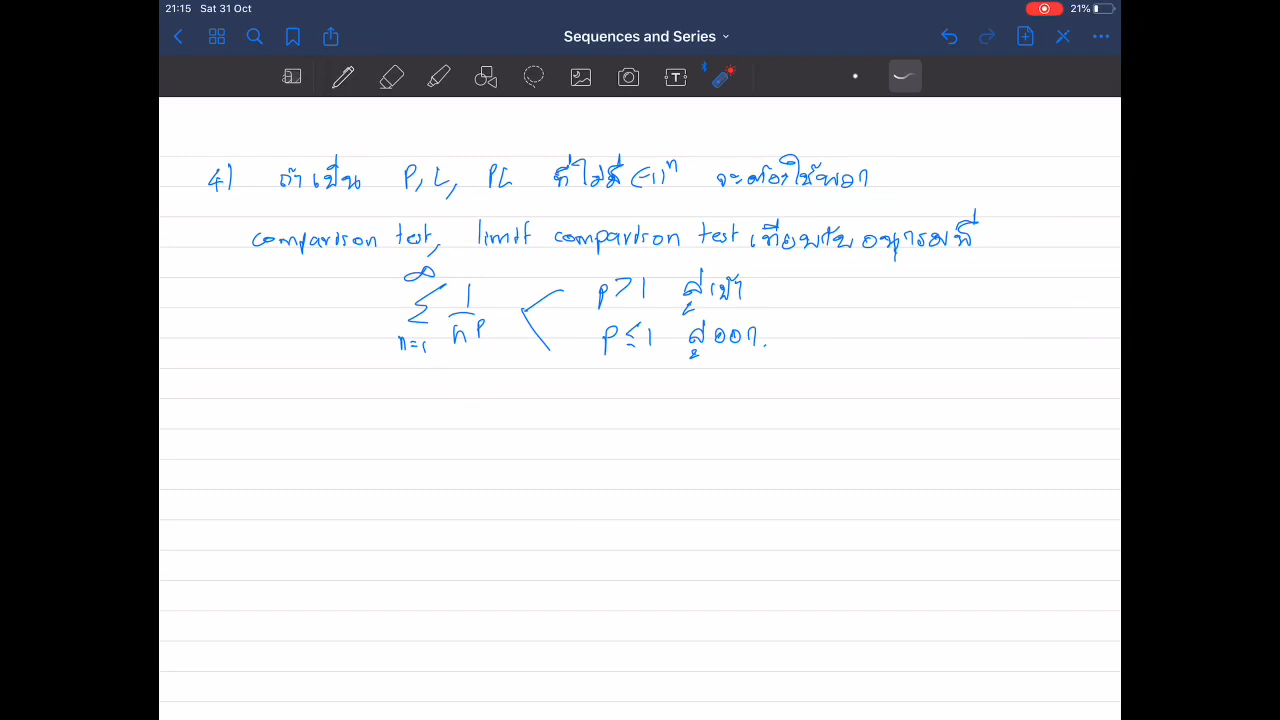 21:15 Sat 31 Oct
21%
Sequences and Series
T
4) ถ้าเป็น P, L, PL ที่ไม่มี (-1)ⁿ จะต้องใช้พวก
comparison test, limit comparison test เทียบกับอนุกรมพี
∞
∑ 1/nᵖ p>1 ลู่เข้า
n=1 p≤1 ลู่ออก.